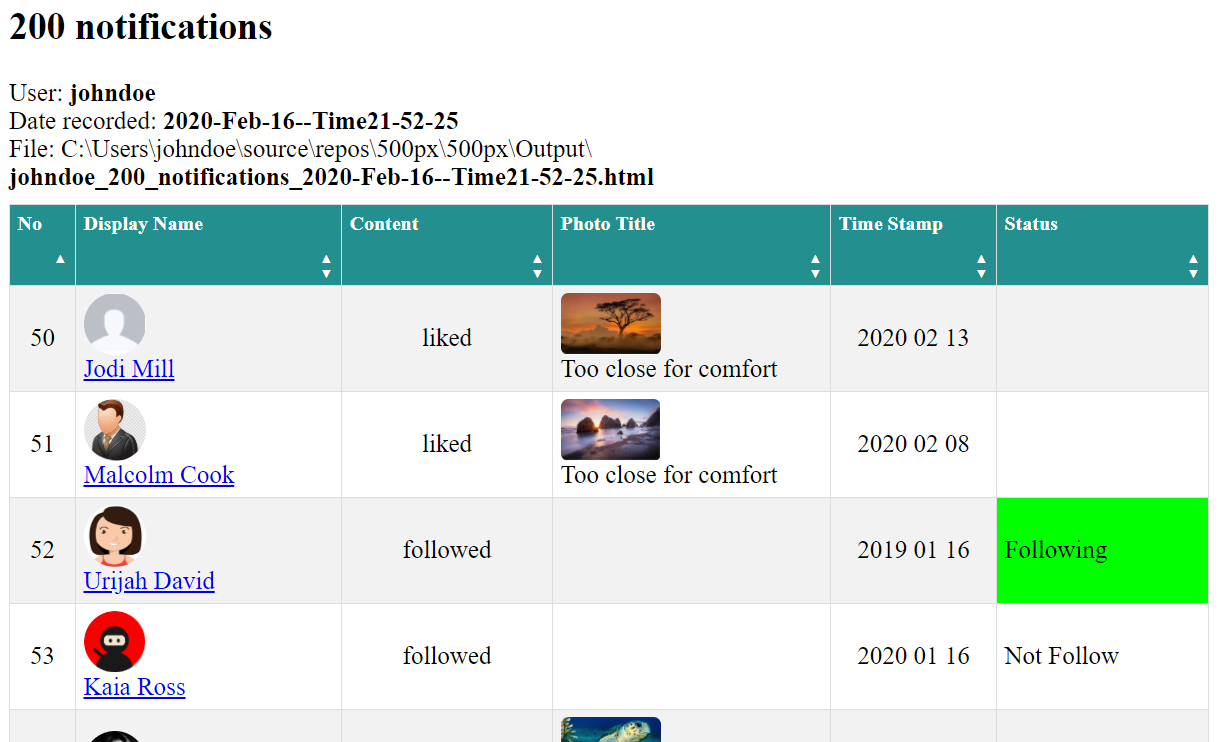 200 notifications
User: johndoe
Date recorded: 2020-Feb-16--Time21-52-25
File: C:\Users\johndoe\source\repos\500px\500px\Output\
johndoe_200_notifications_2020-Feb-16--Time21-52-25.html
No Display Name Content Photo Title Time Stamp Status
50 Jodi Mill liked Too close for comfort 2020 02 13
51 Malcolm Cook liked Too close for comfort 2020 02 08
52 Urijah David followed 2019 01 16 Following
53 Kaia Ross followed 2020 01 16 Not Follow